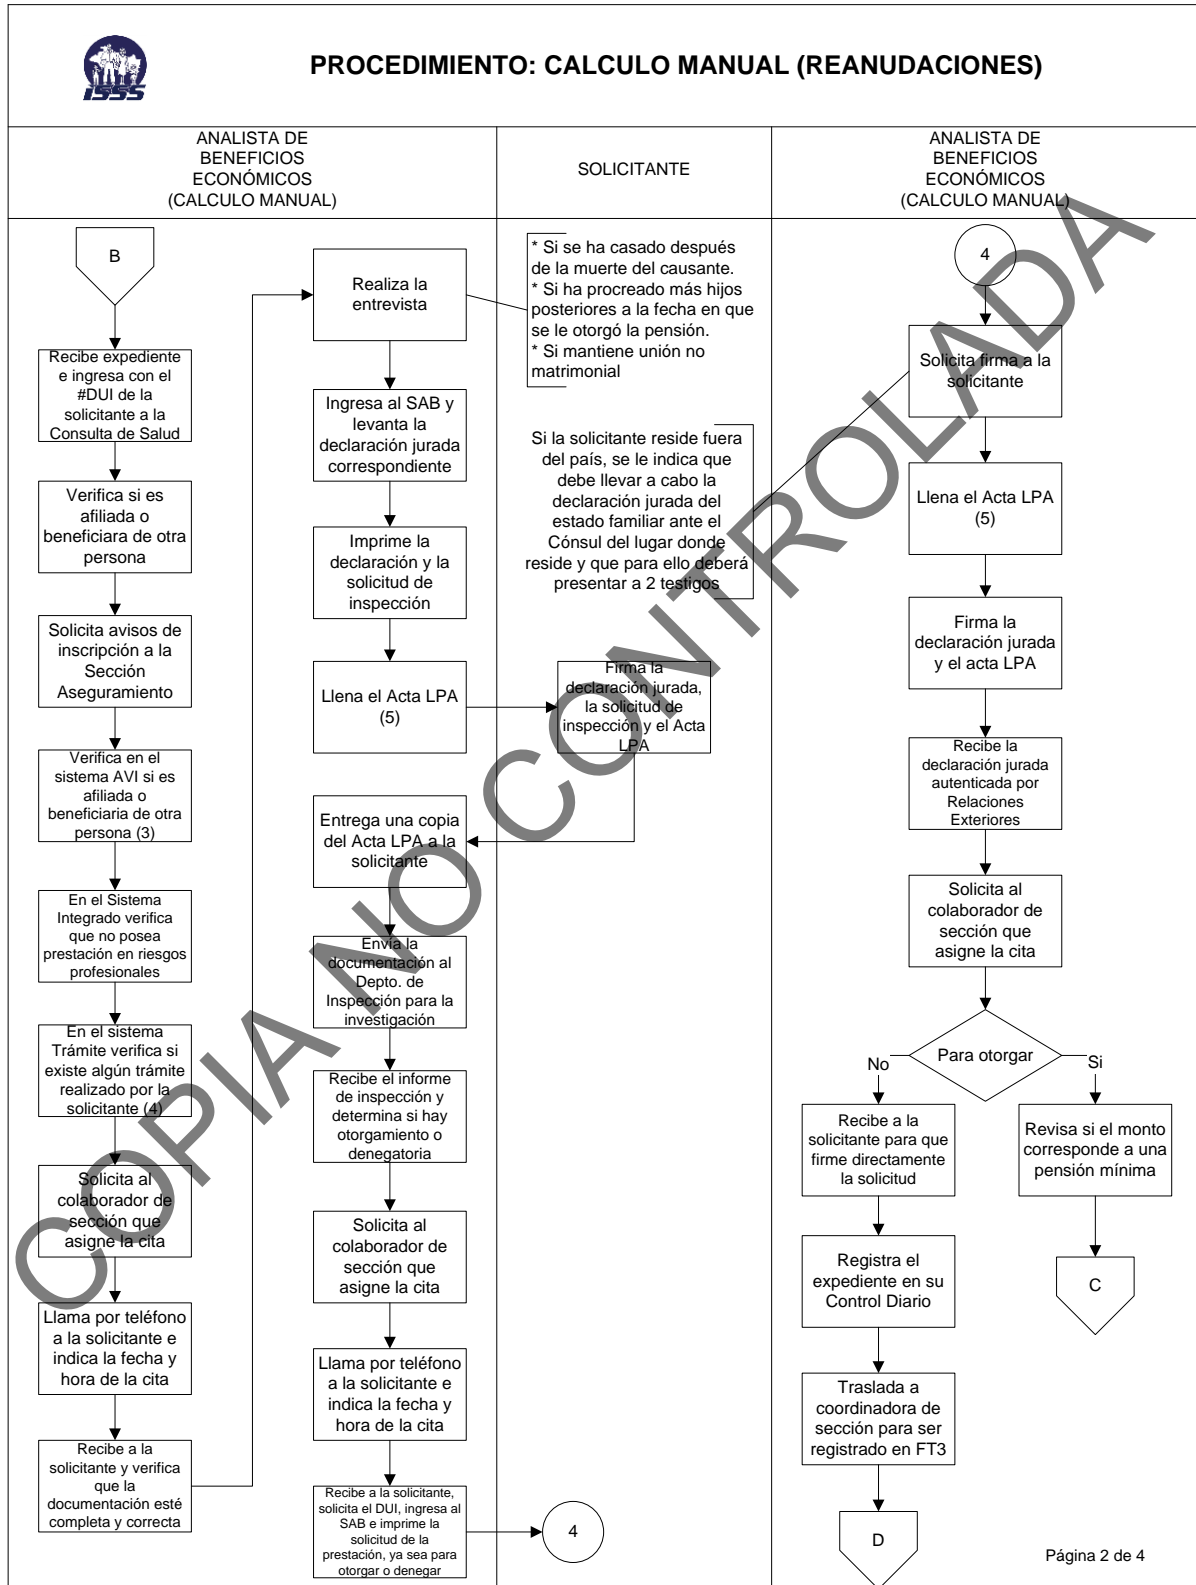 ISSS
PROCEDIMIENTO: CALCULO MANUAL (REANUDACIONES)
ANALISTA DE
BENEFICIOS
ECONÓMICOS
(CALCULO MANUAL)
SOLICITANTE
ANALISTA DE
BENEFICIOS
ECONÓMICOS
(CALCULO MANUAL)
B
Recibe expediente
e ingresa con el
#DUI de la
solicitante a la
Consulta de Salud
Verifica si es
afiliada o
beneficiara de otra
persona
Solicita avisos de
inscripción a la
Sección
Aseguramiento
Verifica en el
sistema AVI si es
afiliada o
beneficiaria de otra
persona (3)
En el Sistema
Integrado verifica
que no posea
prestación en riesgos
profesionales
En el sistema
Trámite verifica si
existe algún trámite
realizado por la
solicitante (4)
Solicita al
colaborador de
sección que
asigne la cita
Llama por teléfono
a la solicitante e
indica la fecha y
hora de la cita
Recibe a la
solicitante y verifica
que la
documentación esté
completa y correcta
Realiza la
entrevista
Ingresa al SAB y
levanta la
declaración jurada
correspondiente
Imprime la
declaración y la
solicitud de
inspección
Llena el Acta LPA
(5)
Entrega una copia
del Acta LPA a la
solicitante
Envía la
documentación al
Depto. de
Inspección para la
investigación
Recibe el informe
de inspección y
determina si hay
otorgamiento o
denegatoria
Solicita al
colaborador de
sección que
asigne la cita
Llama por teléfono
a la solicitante e
indica la fecha y
hora de la cita
Recibe a la solicitante,
solicita el DUI, ingresa al
SAB e imprime la
solicitud de la
prestación, ya sea para
otorgar o denegar
* Si se ha casado después
de la muerte del causante.
* Si ha procreado más hijos
posteriores a la fecha en que
se le otorgó la pensión.
* Si mantiene unión no
matrimonial
Si la solicitante reside fuera
del país, se le indica que
debe llevar a cabo la
declaración jurada del
estado familiar ante el
Cónsul del lugar donde
reside y que para ello deberá
presentar a 2 testigos
Firma la
declaración jurada,
la solicitud de
inspección y el Acta
LPA
4
4
Solicita firma a la
solicitante
Llena el Acta LPA
(5)
Firma la
declaración jurada
y el acta LPA
Recibe la
declaración jurada
autenticada por
Relaciones
Exteriores
Solicita al
colaborador de
sección que
asigne la cita
Para otorgar
No
Si
Recibe a la
solicitante para que
firme directamente
la solicitud
Registra el
expediente en su
Control Diario
Traslada a
coordinadora de
sección para ser
registrado en FT3
D
Revisa si el monto
corresponde a una
pensión mínima
C
COPIA NO CONTROLADA
Página 2 de 4